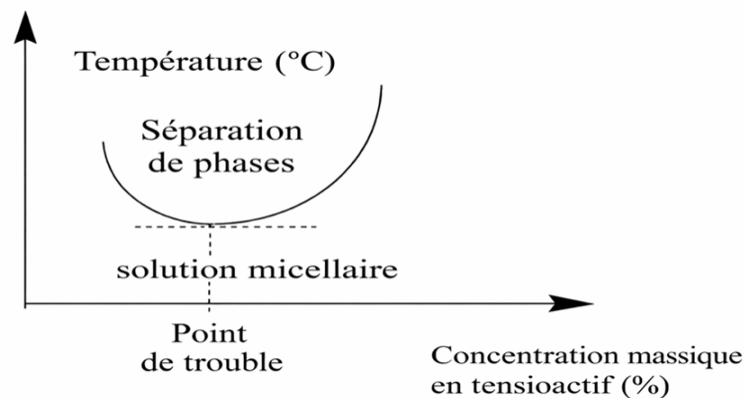 Température (°C)
Séparation
de phases
solution micellaire
Point
de trouble
Concentration massique
en tensioactif (%)